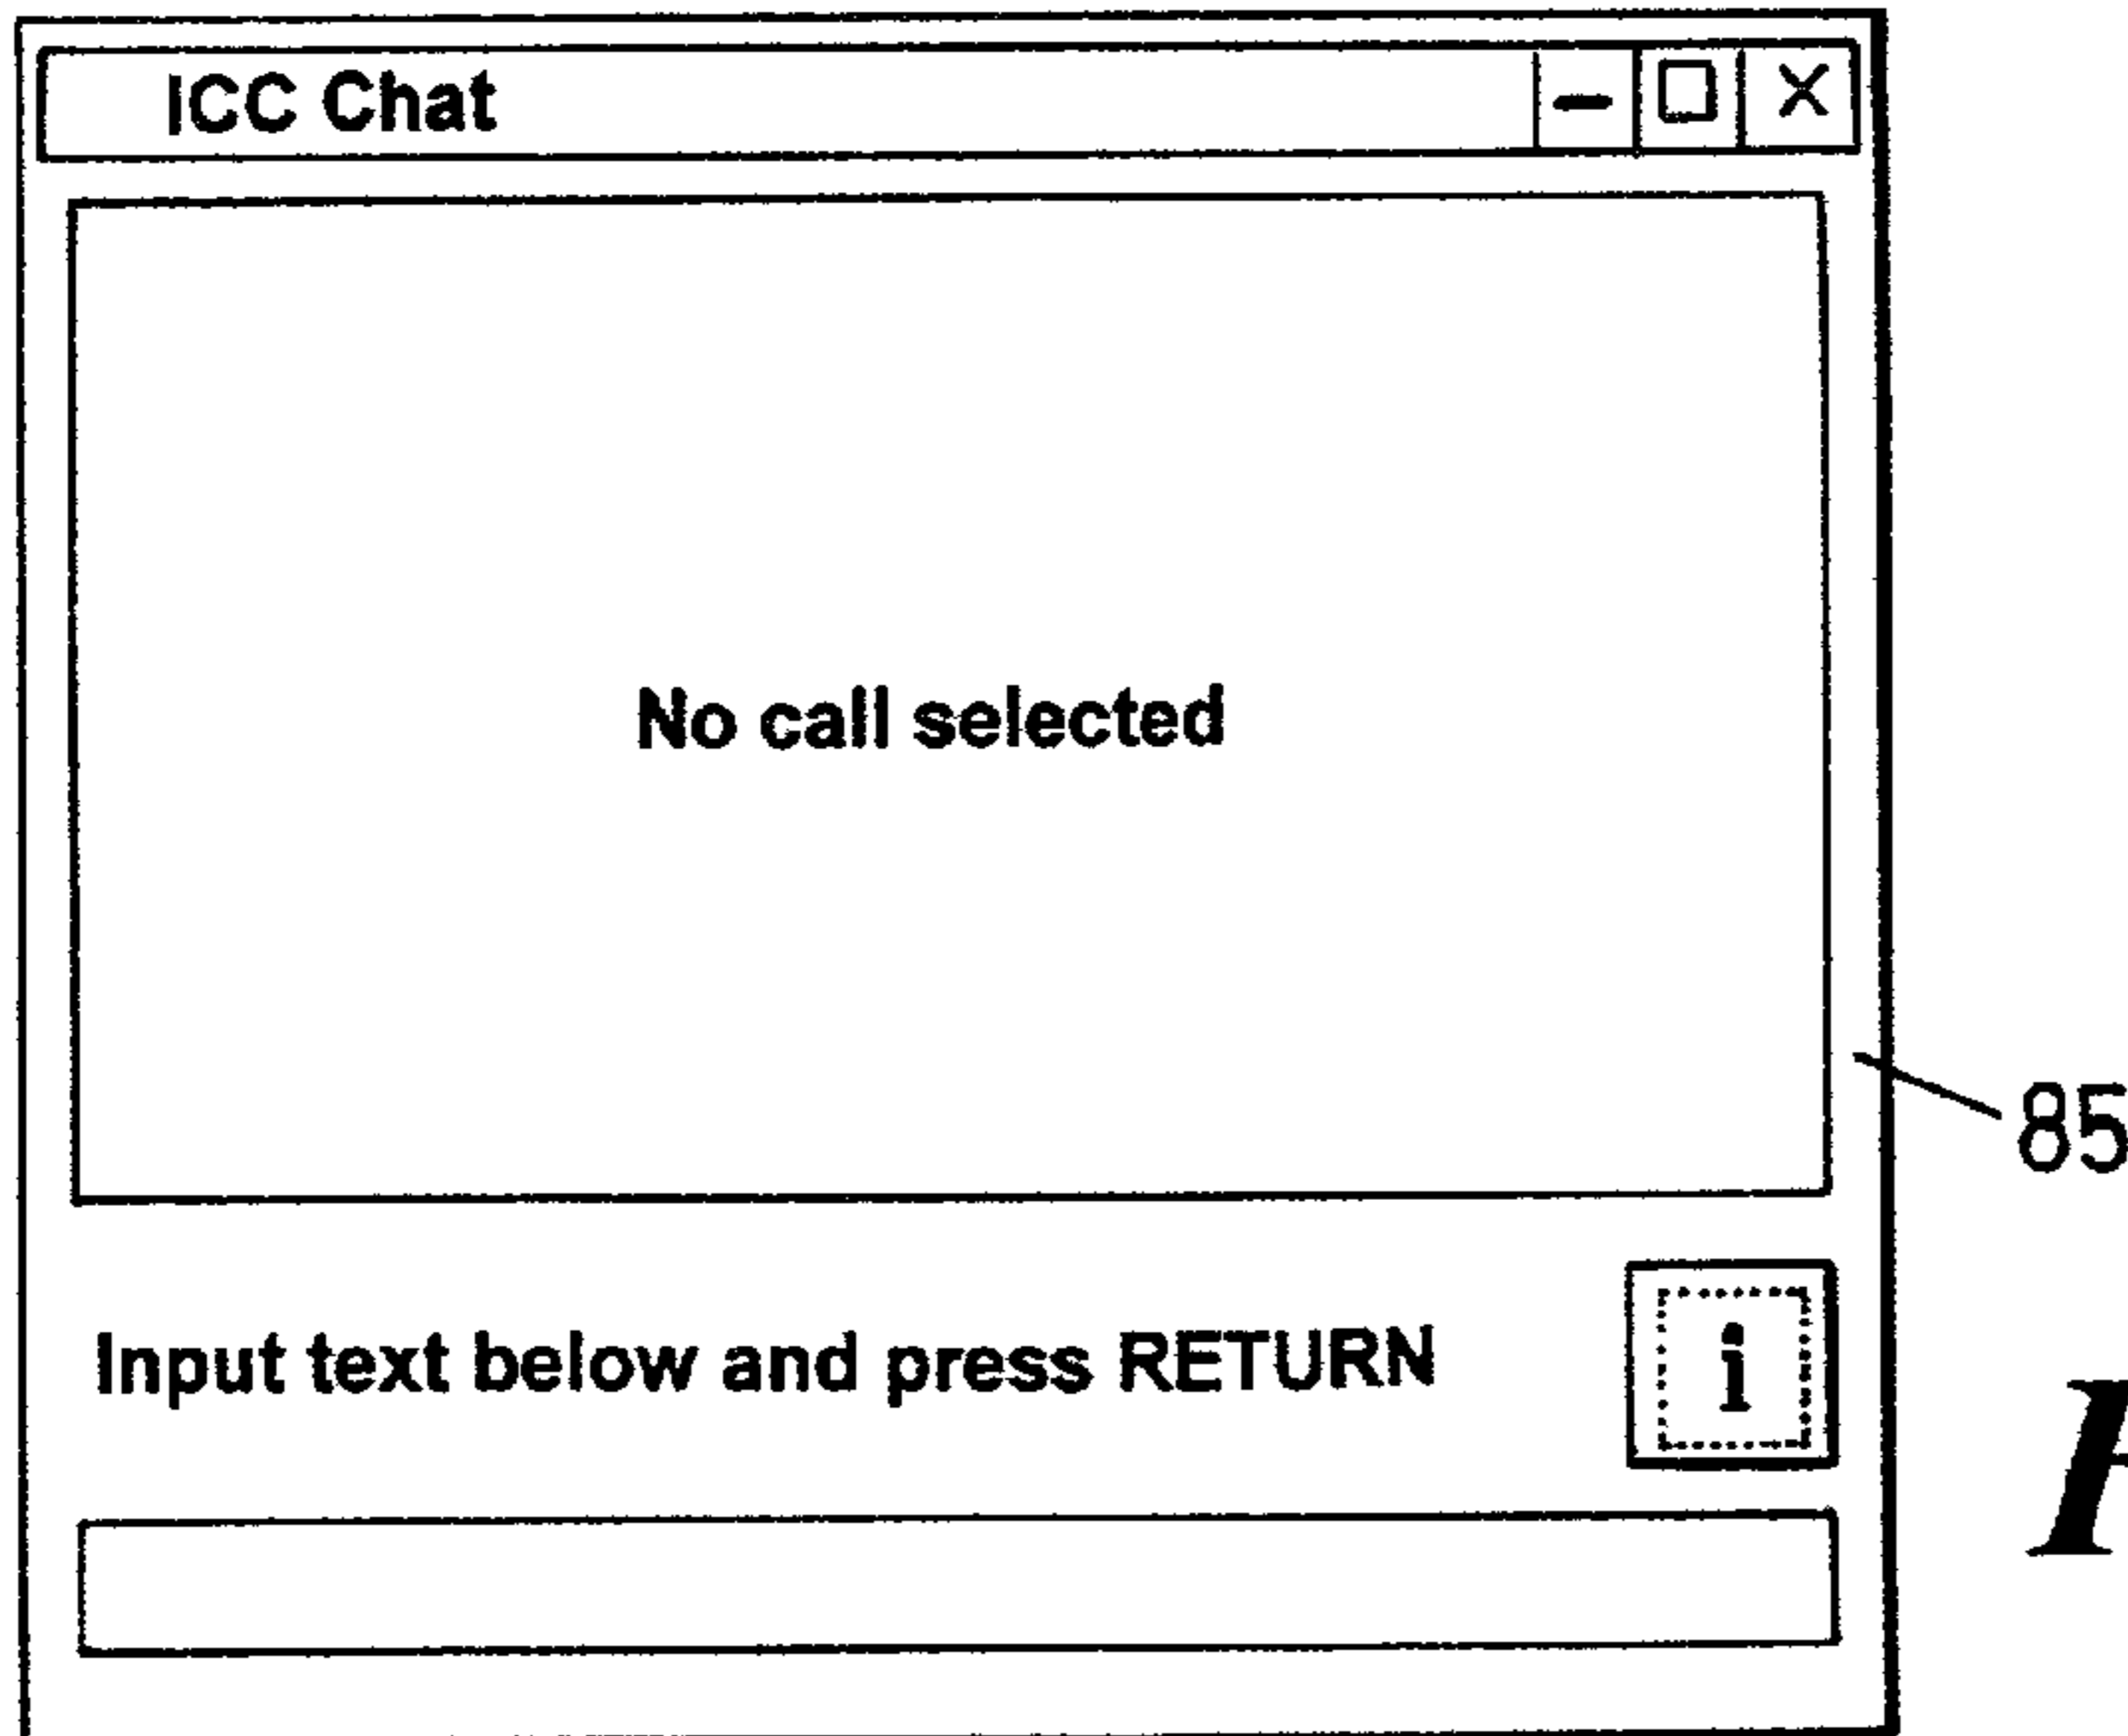 ICC Chat
No call selected
85
Input text below and press RETURN
i